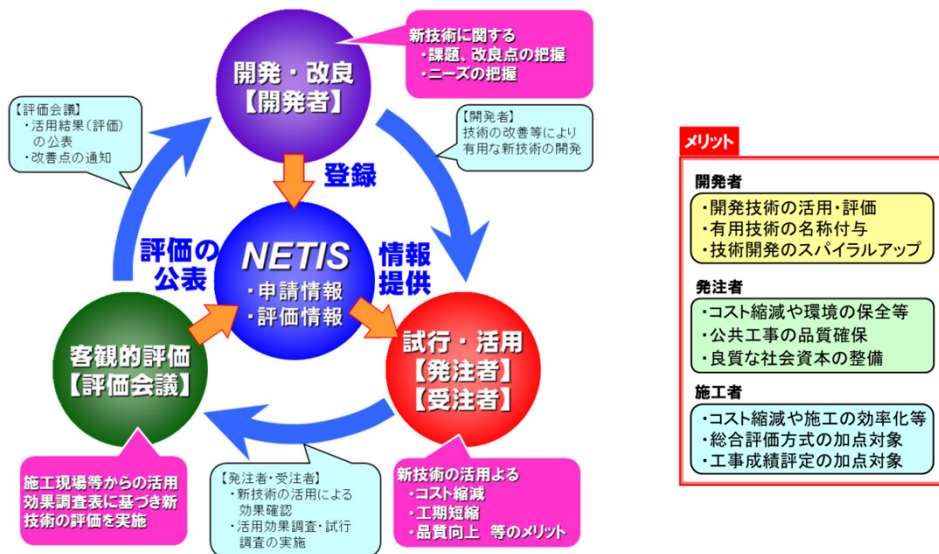 開発・改良
【開発者】
新技術に関する
・課題、改良点の把握
・ニーズの把握
【評価会議】
・活用結果(評価)
の公表
・改善点の通知
【開発者】
技術の改善等により
有用な新技術の開発
登録
評価の
公表
NETIS
・申請情報
・評価情報
情報
提供
客観的評価
【評価会議】
試行・活用
【発注者】
【受注者】
施工現場等からの活用
効果調査表に基づき新
技術の評価を実施
【発注者・受注者】
・新技術の活用による
効果確認
・活用効果調査・試行
調査の実施
新技術の活用よる
・コスト縮減
・工期短縮
・品質向上 等のメリット
メリット
開発者
・開発技術の活用・評価
・有用技術の名称付与
・技術開発のスパイラルアップ
発注者
・コスト縮減や環境の保全等
・公共工事の品質確保
・良質な社会資本の整備
施工者
・コスト縮減や施工の効率化等
・総合評価方式の加点対象
・工事成績評定の加点対象